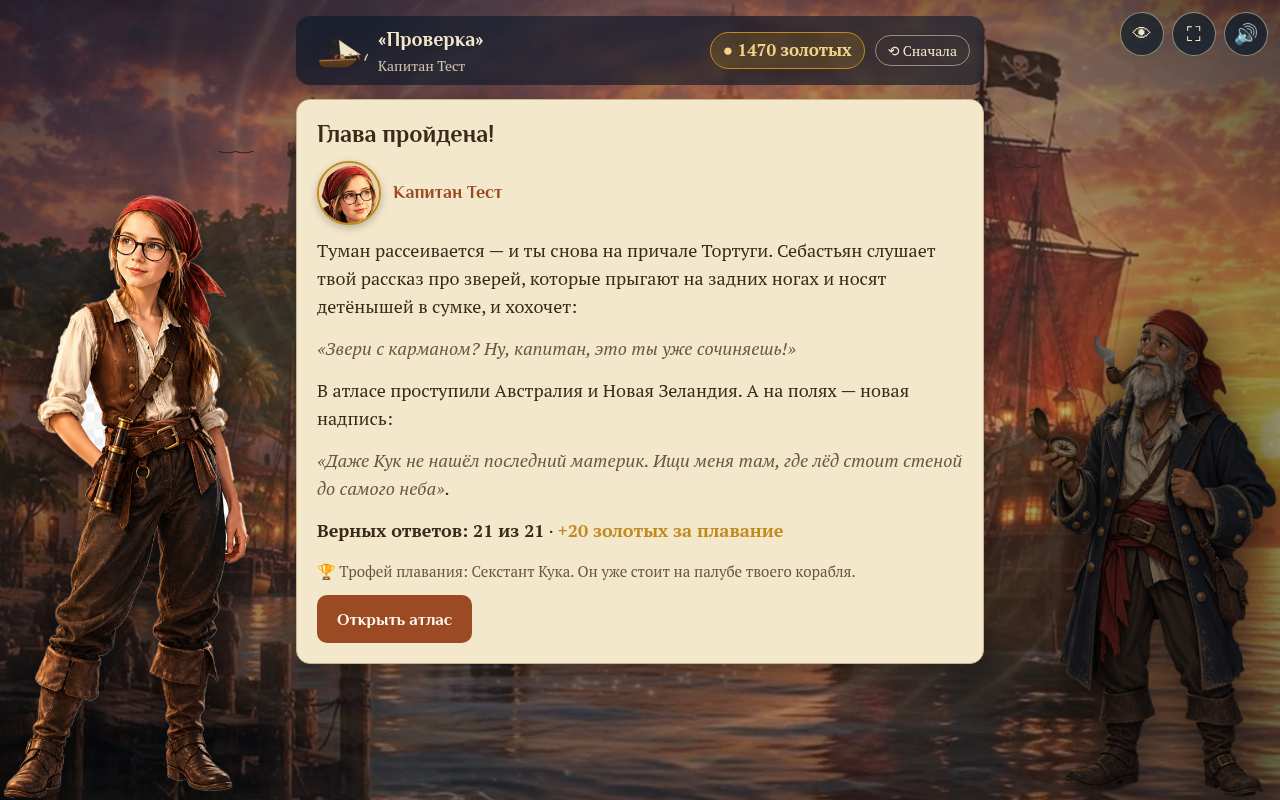 «Проверка»
Капитан Тест
● 1470 золотых
⟲ Сначала
Глава пройдена!
Капитан Тест
Туман рассеивается — и ты снова на причале Тортуги. Себастьян слушает
твой рассказ про зверей, которые прыгают на задних ногах и носят
детёнышей в сумке, и хохочет:
«Звери с карманом? Ну, капитан, это ты уже сочиняешь!»
В атласе проступили Австралия и Новая Зеландия. А на полях — новая
надпись:
«Даже Кук не нашёл последний материк. Ищи меня там, где лёд стоит стеной
до самого неба».
Верных ответов: 21 из 21 · +20 золотых за плавание
🏆 Трофей плавания: Секстант Кука. Он уже стоит на палубе твоего корабля.
Открыть атлас